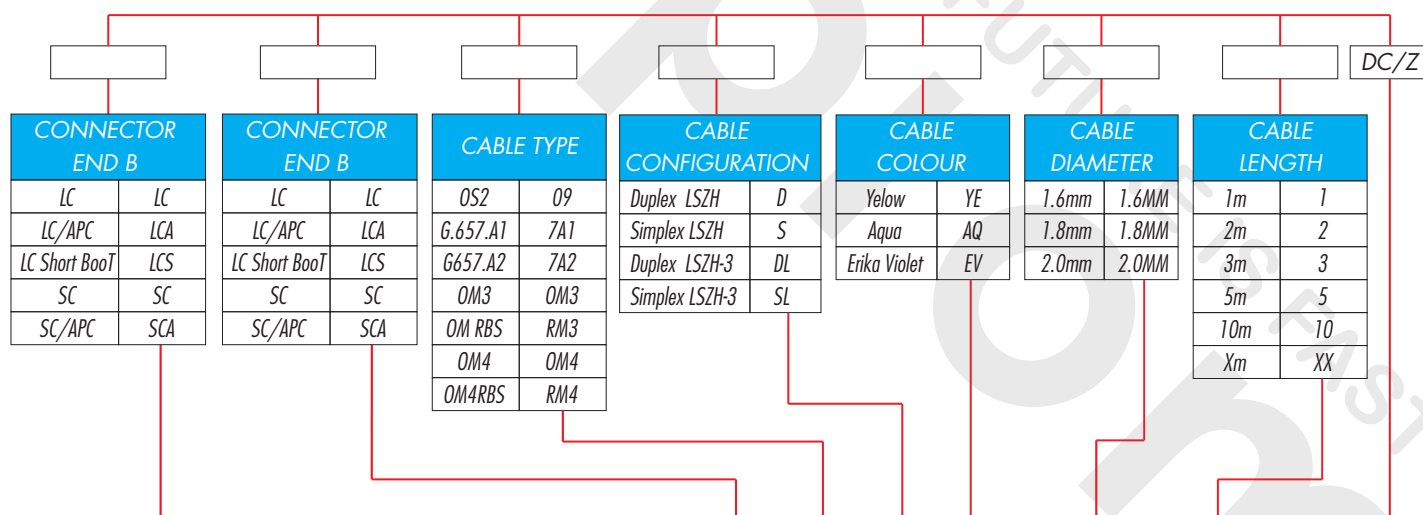 DC/Z
CONNECTOR END B
LC LC
LC/APC LCA
LC Short BooT LCS
SC SC
SC/APC SCA
CONNECTOR END B
LC LC
LC/APC LCA
LC Short BooT LCS
SC SC
SC/APC SCA
CABLE TYPE
OS2 09
G.657.A1 7A1
G657.A2 7A2
OM3 OM3
OM RBS RM3
OM4 OM4
OM4RBS RM4
CABLE CONFIGURATION
Duplex LSZH D
Simplex LSZH S
Duplex LSZH-3 DL
Simplex LSZH-3 SL
CABLE COLOUR
Yelow YE
Aqua AQ
Erika Violet EV
CABLE DIAMETER
1.6mm 1.6MM
1.8mm 1.8MM
2.0mm 2.0MM
CABLE LENGTH
1m 1
2m 2
3m 3
5m 5
10m 10
Xm XX